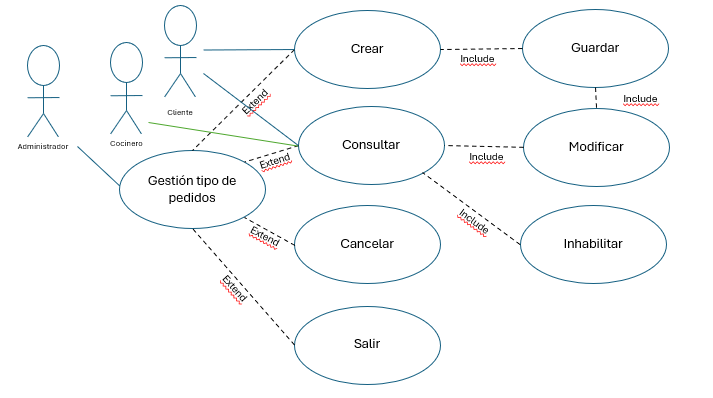 Crear
Include
Guardar
Extend
Include
Cliente
Administrador
Cocinero
Consultar
Include
Modificar
Extend
Gestión tipo de
pedidos
Include
Extend
Cancelar
Inhabilitar
Extend
Salir